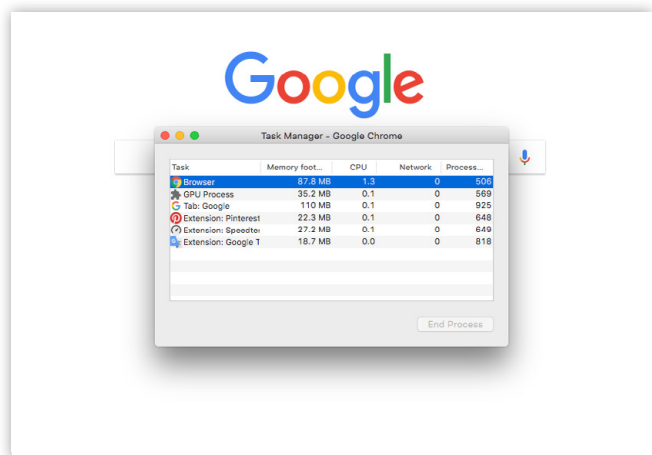 Google
Task Manager - Google Chrome
Task Memory foot... CPU Network Process...
Browser 87.8 MB 1.3 0 506
GPU Process 35.2 MB 0.1 0 569
Tab: Google 110 MB 0.1 0 925
Extension: Pinterest 22.3 MB 0.1 0 648
Extension: Speedte 27.2 MB 0.1 0 649
Extension: Google T 18.7 MB 0.0 0 818
End Process